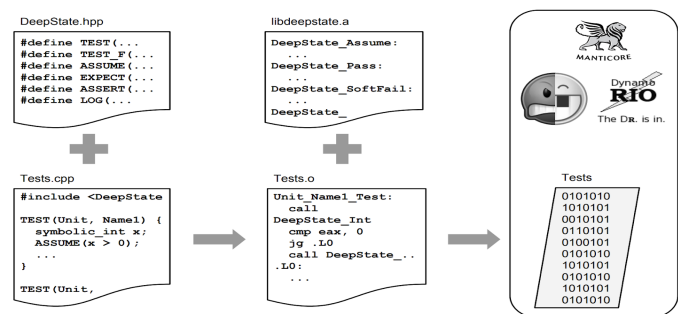 DeepState.hpp
#define TEST(...
#define TEST_F(...
#define ASSUME(...
#define EXPECT(...
#define ASSERT(...
#define LOG(...
libdeepstate.a
DeepState_Assume:
...
DeepState_Pass:
...
DeepState_SoftFail:
...
DeepState_
MANTICORE
Dynamo
RIO
The DR. is in.
Tests.cpp
#include <DeepState
TEST(Unit, Name1) {
symbolic_int x;
ASSUME(x > 0);
...
}
TEST(Unit,
Tests.o
Unit_Name1_Test:
call
DeepState_Int
cmp eax, 0
jg .L0
call DeepState_..
.L0:
...
Tests
0101010
1010101
0010101
0110101
0100101
0101010
1010101
0101010
1010101
0101010